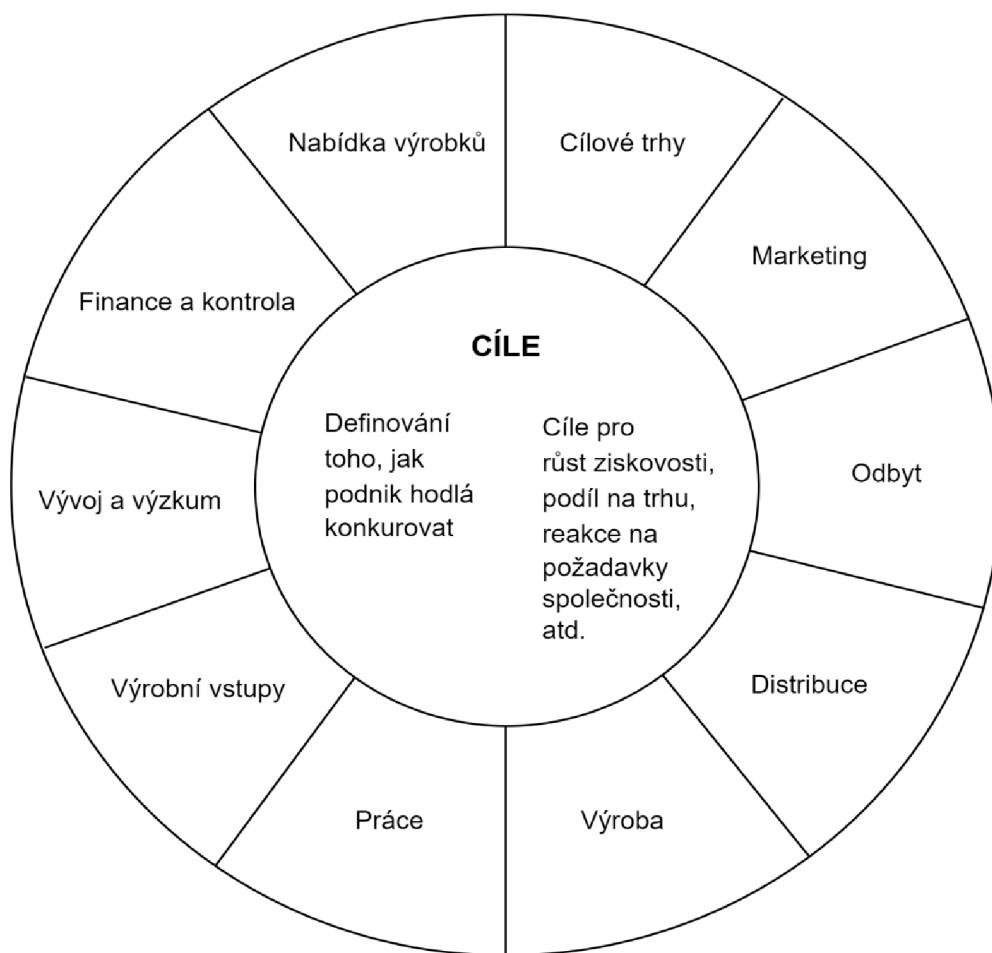 Nabídka výrobků
Cílové trhy
Marketing
Finance a kontrola
CÍLE
Definování
toho, jak
podnik hodlá
konkurovat
Cíle pro
růst ziskovosti,
podíl na trhu,
reakce na
požadavky
společnosti,
atd.
Odbyt
Vývoj a výzkum
Distribuce
Výrobní vstupy
Práce
Výroba